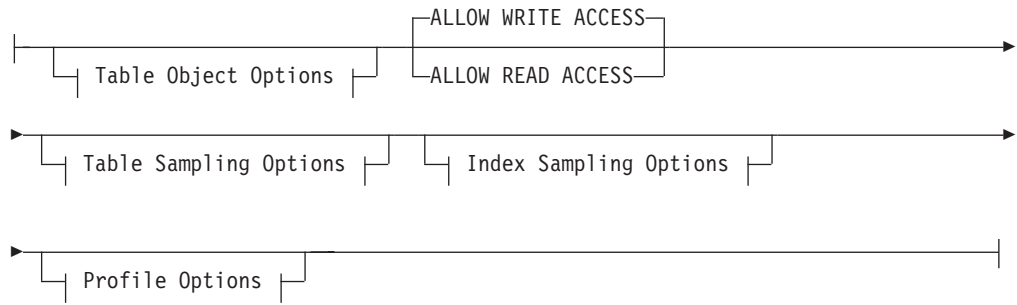 ALLOW WRITE ACCESS
Table Object Options
ALLOW READ ACCESS
Table Sampling Options
Index Sampling Options
Profile Options